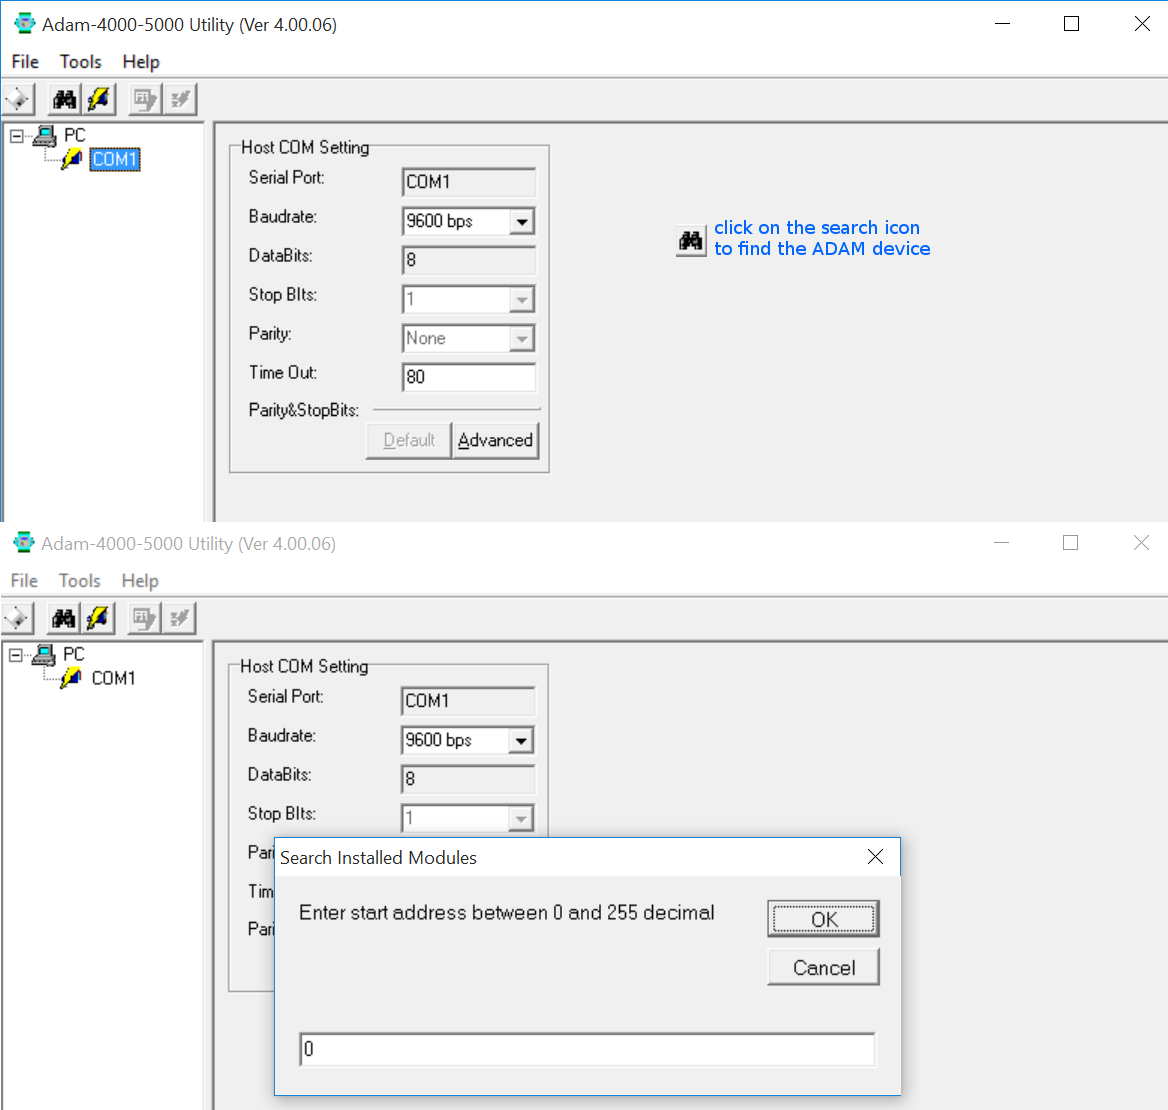 Adam-4000-5000 Utility (Ver 4.00.06)
File Tools Help
PC
COM1
Host COM Setting
Serial Port: COM1
Baudrate: 9600 bps
DataBits: 8
Stop BIts: 1
Parity: None
Time Out: 80
Parity&StopBits:
Default Advanced
click on the search icon
to find the ADAM device
Adam-4000-5000 Utility (Ver 4.00.06)
File Tools Help
PC
COM1
Host COM Setting
Serial Port: COM1
Baudrate: 9600 bps
DataBits: 8
Stop BIts: 1
Pari
Tim
Pari
Search Installed Modules
Enter start address between 0 and 255 decimal
OK
Cancel
0